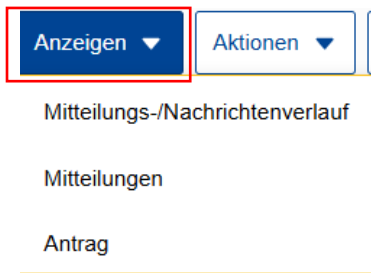 Anzeigen Aktionen
Mitteilungs-/Nachrichtenverlauf
Mitteilungen
Antrag